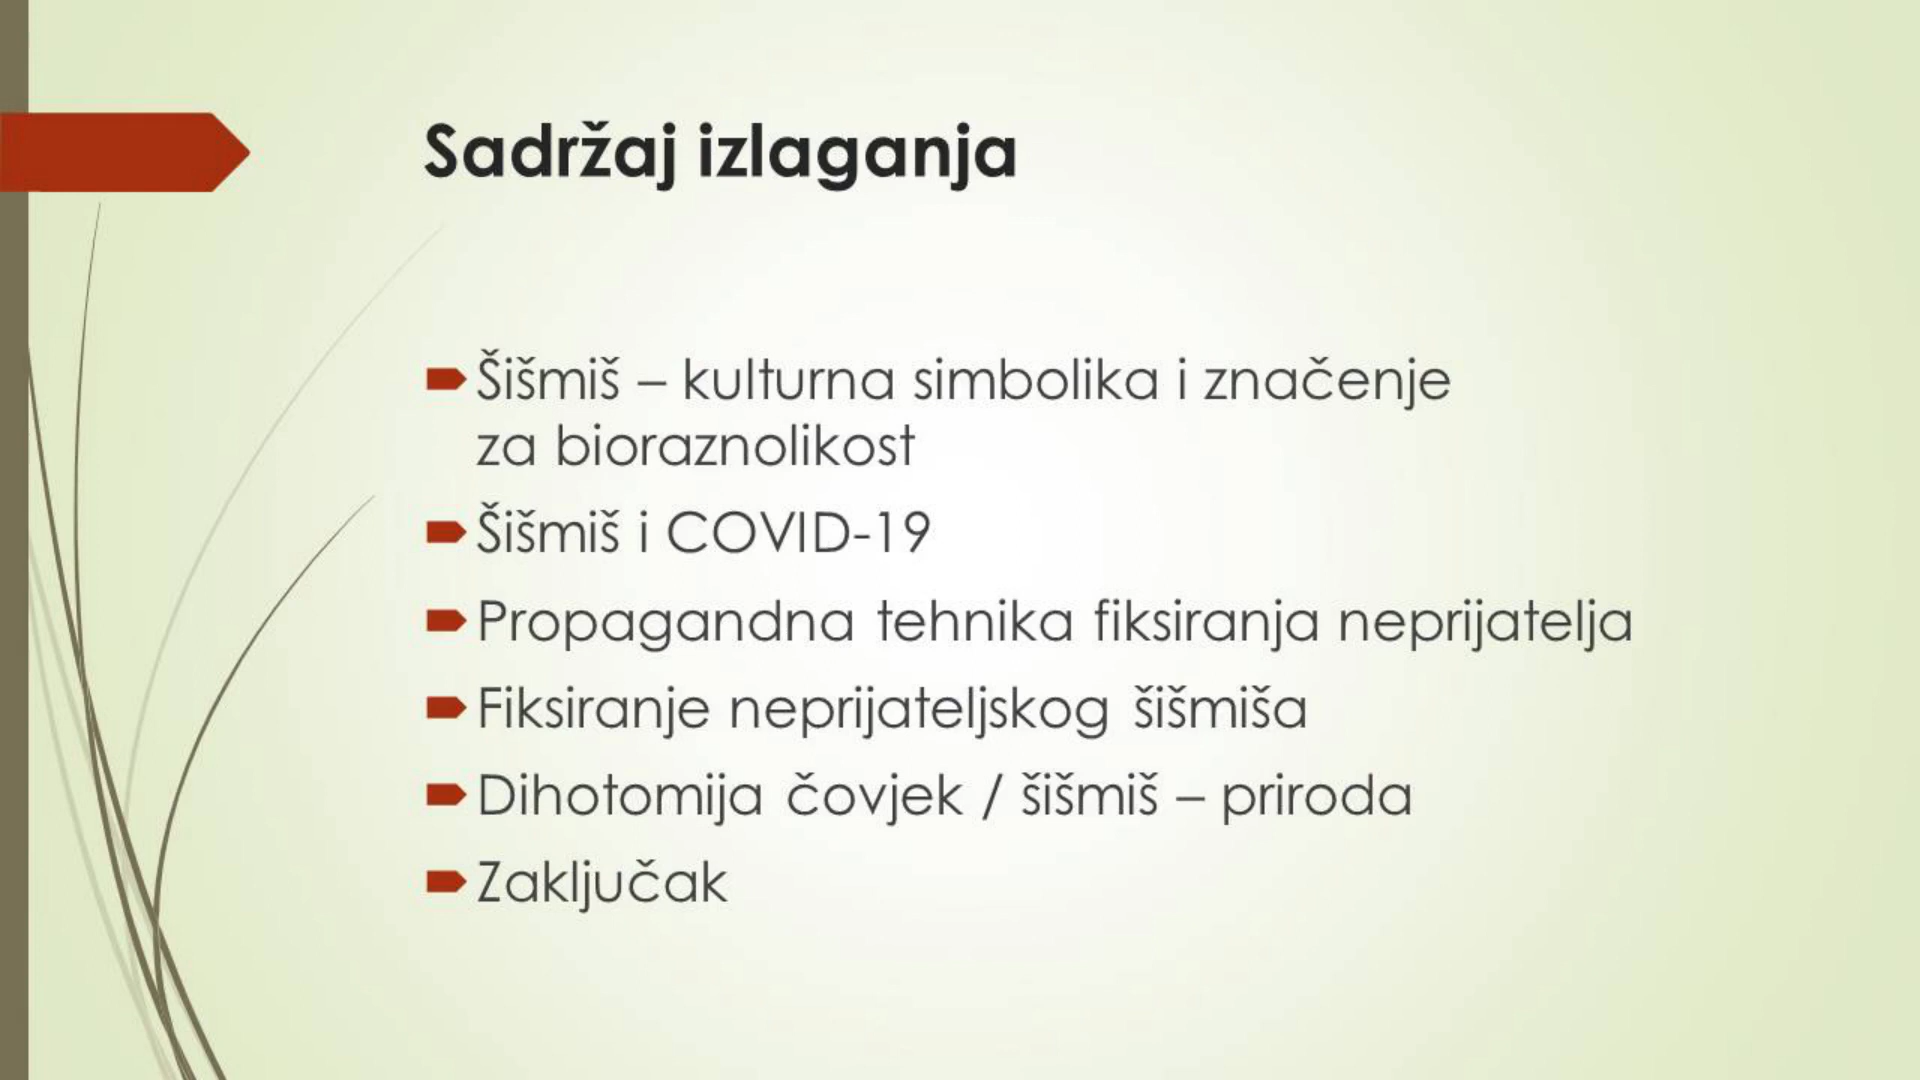 Sadržaj izlaganja
Šišmiš – kulturna simbolika i značenje
za bioraznolikost
Šišmiš i COVID-19
Propagandna tehnika fiksiranja neprijatelja
Fiksiranje neprijateljskog šišmiša
Dihotomija čovjek / šišmiš – priroda
Zaključak